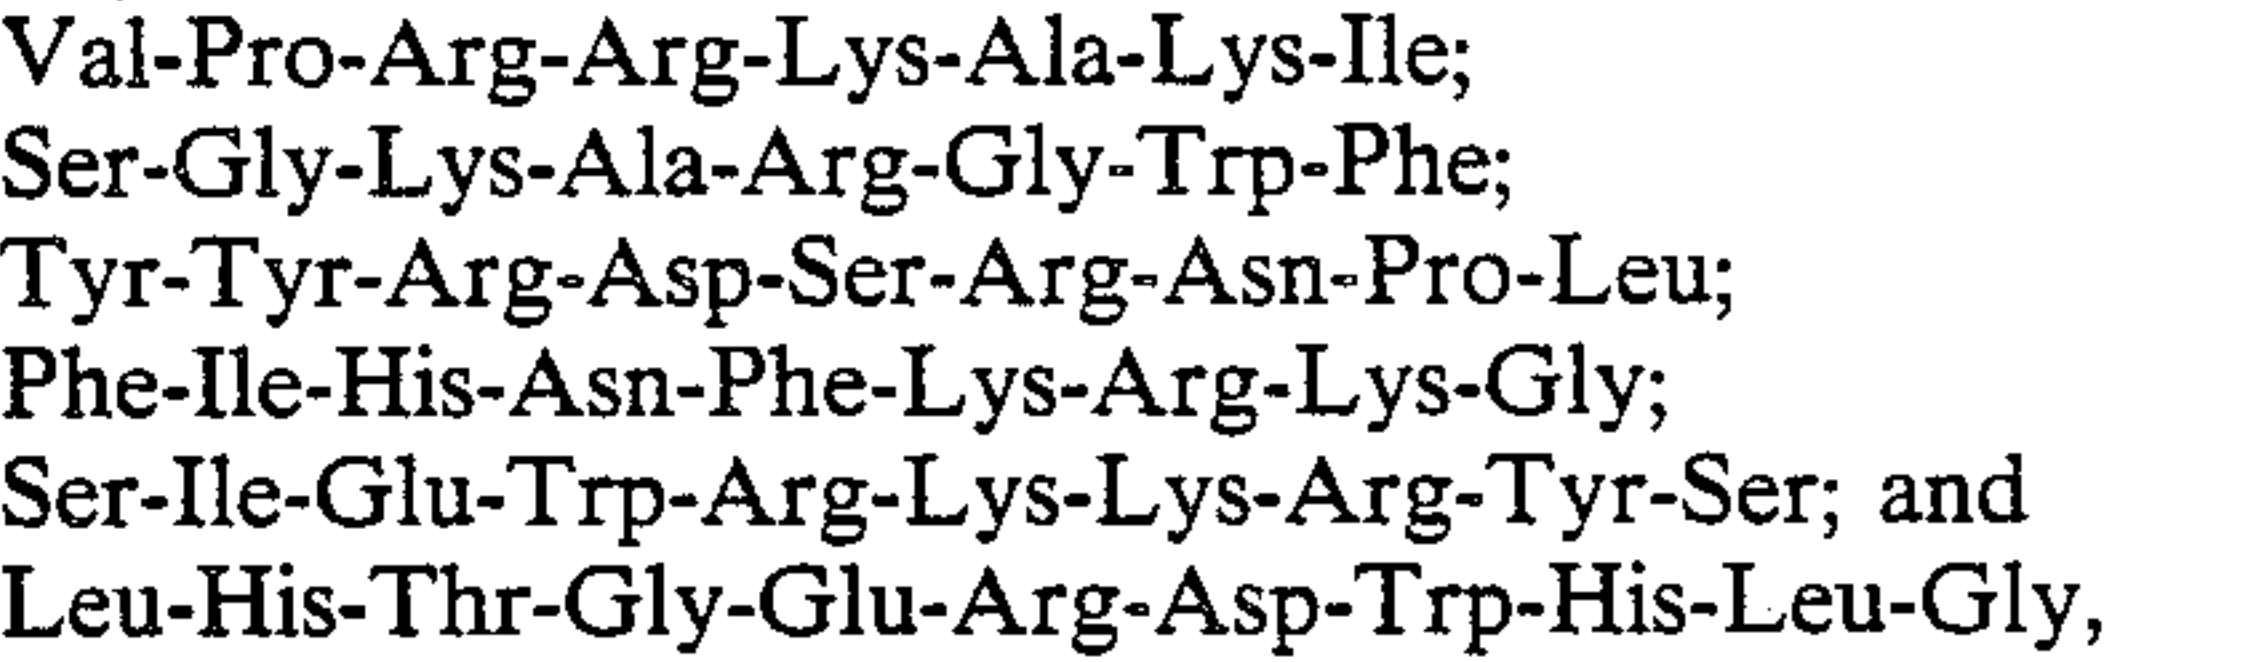 Val-Pro-Arg-Arg-Lys-Ala-Lys-Ile;
Ser-Gly-Lys-Ala-Arg-Gly-Trp-Phe;
Tyr-Tyr-Arg-Asp-Ser-Arg-Asn-Pro-Leu;
Phe-Ile-His-Asn-Phe-Lys-Arg-Lys-Gly;
Ser-Ile-Glu-Trp-Arg-Lys-Lys-Arg-Tyr-Ser; and
Leu-His-Thr-Gly-Glu-Arg-Asp-Trp-His-Leu-Gly,